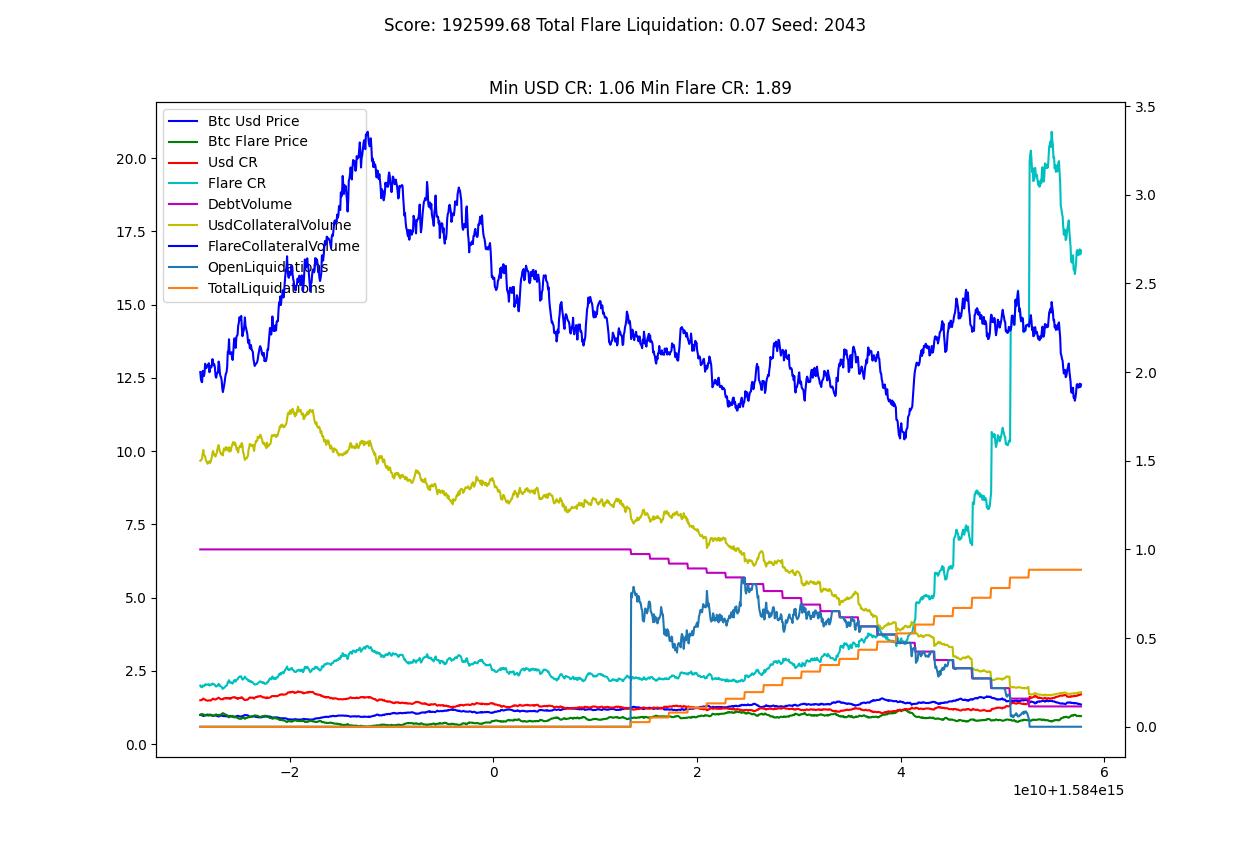 Score: 192599.68 Total Flare Liquidation: 0.07 Seed: 2043
Min USD CR: 1.06 Min Flare CR: 1.89
Btc Usd Price
Btc Flare Price
Usd CR
Flare CR
DebtVolume
UsdCollateralVolume
FlareCollateralVolume
OpenLiquidations
TotalLiquidations
20.0
17.5
15.0
12.5
10.0
7.5
5.0
2.5
0.0
3.5
3.0
2.5
2.0
1.5
1.0
0.5
0.0
−2 0 2 4 6
1e10+1.584e15